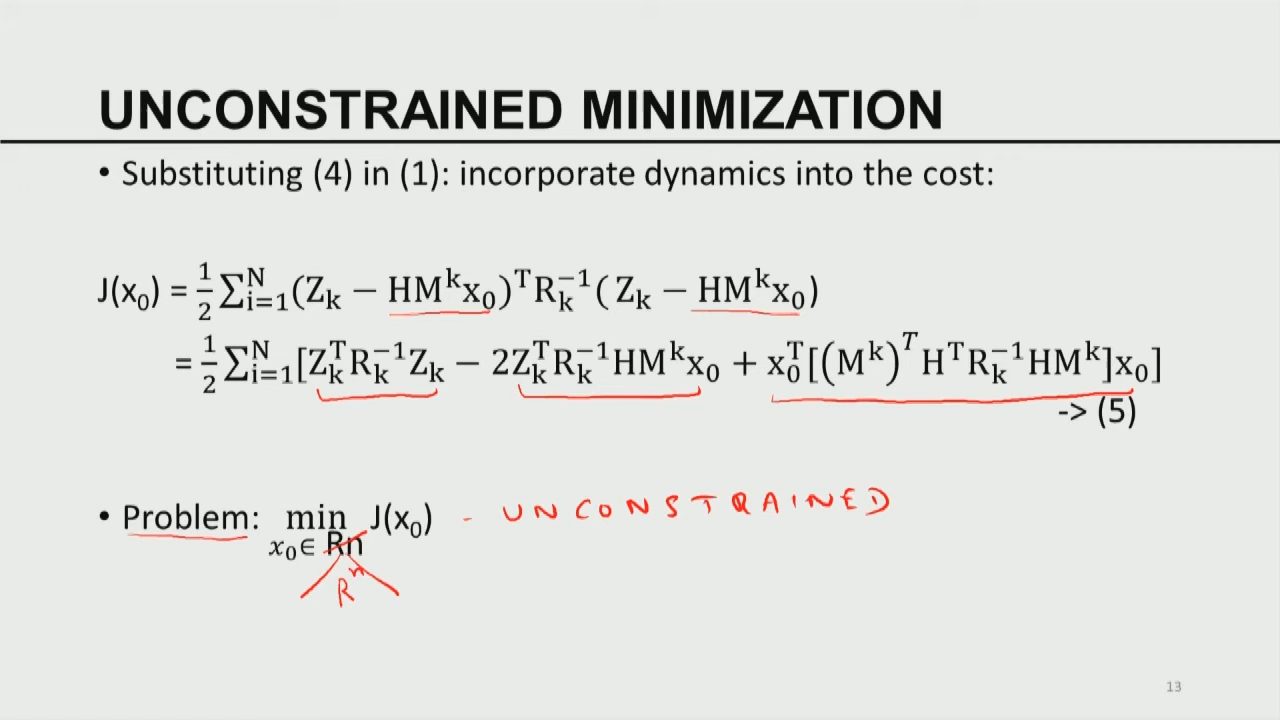 UNCONSTRAINED MINIMIZATION
• Substituting (4) in (1): incorporate dynamics into the cost:
J(x₀) = ½ ∑ᵢ₌₁ᴺ (Zₖ − HMᵏx₀)ᵀRₖ⁻¹( Zₖ − HMᵏx₀)
= ½ ∑ᵢ₌₁ᴺ [ZₖᵀRₖ⁻¹Zₖ − 2ZₖᵀRₖ⁻¹HMᵏx₀ + x₀ᵀ[(Mᵏ)ᵀHᵀRₖ⁻¹HMᵏ]x₀]
-> (5)
• Problem: min J(x₀) - UNCONSTRAINED
x₀∈ Rn
Rⁿ
13